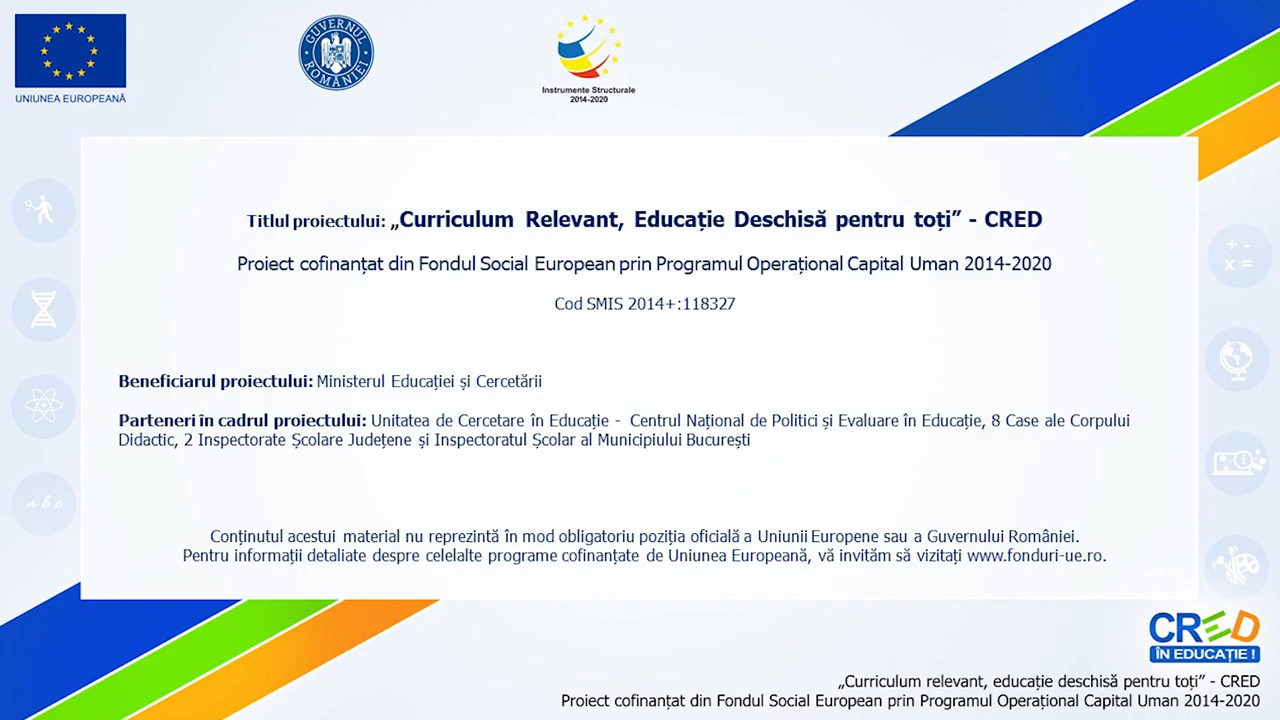 UNIUNEA EUROPEANĂ
GUVERNUL ROMÂNIEI
Instrumente Structurale
2014-2020
Titlul proiectului: „Curriculum Relevant, Educație Deschisă pentru toți” - CRED
Proiect cofinanțat din Fondul Social European prin Programul Operațional Capital Uman 2014-2020
Cod SMIS 2014+:118327
+ -
x =
Beneficiarul proiectului: Ministerul Educației și Cercetării
Parteneri în cadrul proiectului: Unitatea de Cercetare în Educație - Centrul Național de Politici și Evaluare în Educație, 8 Case ale Corpului
Didactic, 2 Inspectorate Școlare Județene și Inspectoratul Școlar al Municipiului București
a b c
Conținutul acestui material nu reprezintă în mod obligatoriu poziția oficială a Uniunii Europene sau a Guvernului României.
Pentru informații detaliate despre celelalte programe cofinanțate de Uniunea Europeană, vă invităm să vizitați www.fonduri-ue.ro.
CRED
ÎN EDUCAȚIE !
„Curriculum relevant, educație deschisă pentru toți” - CRED
Proiect cofinanțat din Fondul Social European prin Programul Operațional Capital Uman 2014-2020